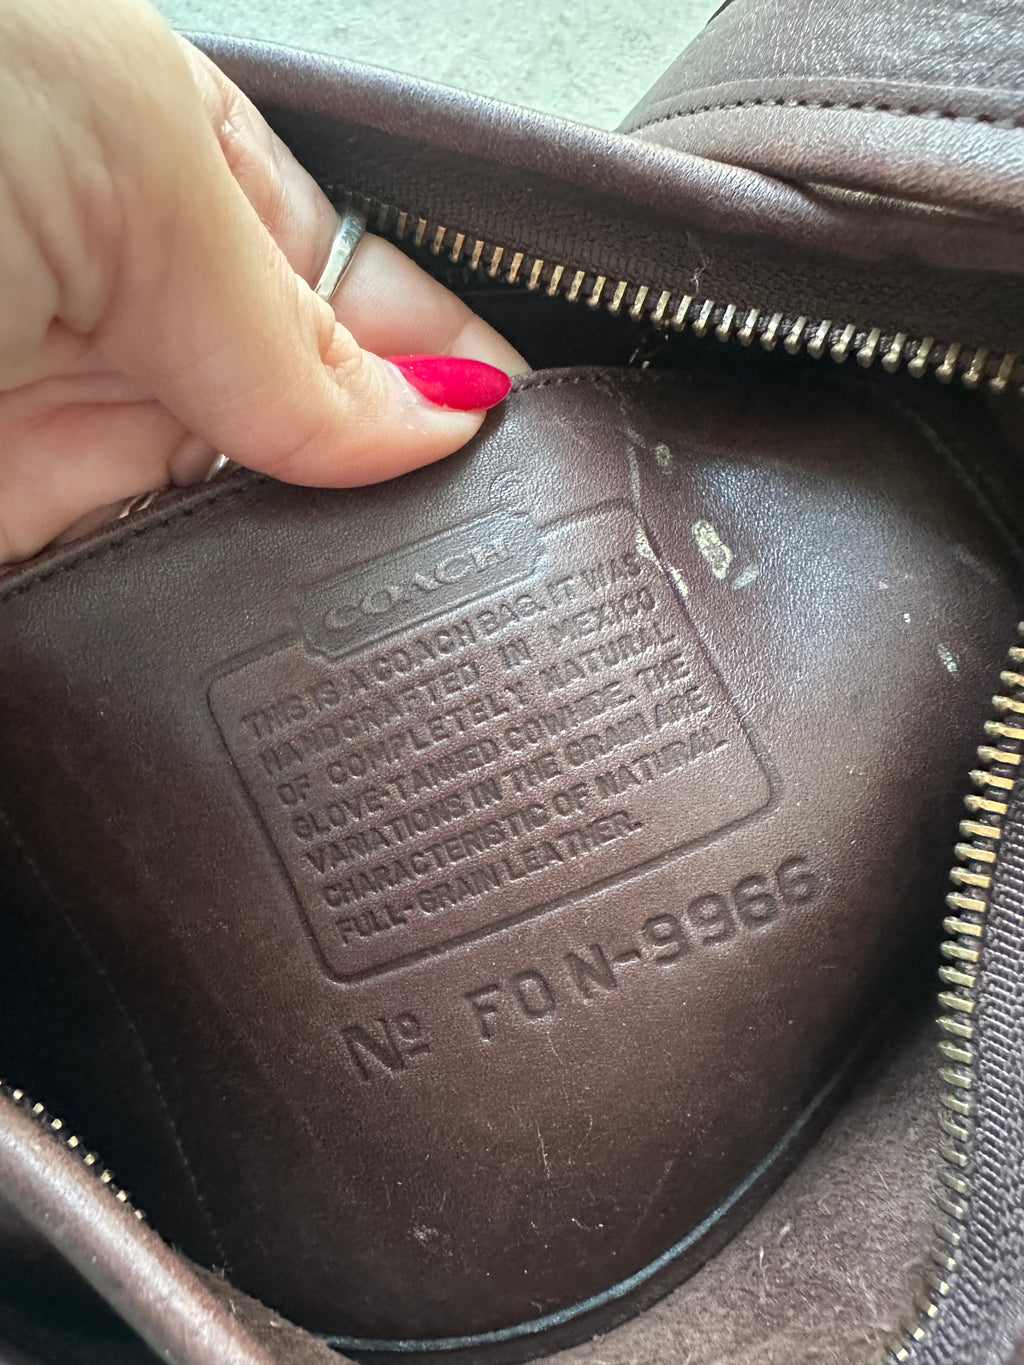 COACH
THIS IS A COACH BAG. IT WAS
HANDCRAFTED IN MEXICO
OF COMPLETELY NATURAL
GLOVE-TANNED COWHIDE. THE
VARIATIONS IN THE GRAIN ARE
CHARACTERISTIC OF NATURAL
FULL-GRAIN LEATHER.
No F0N-9966